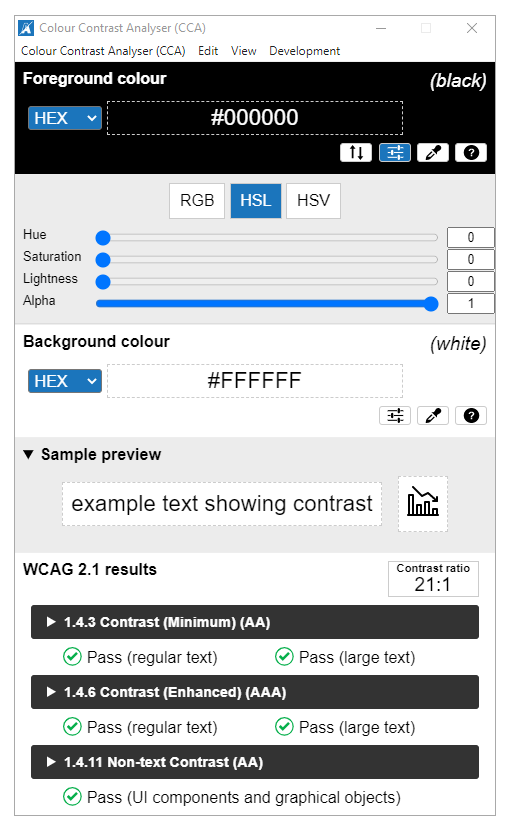 Colour Contrast Analyser (CCA)
Colour Contrast Analyser (CCA) Edit View Development
Foreground colour (black)
HEX #000000
RGB HSL HSV
Hue 0
Saturation 0
Lightness 0
Alpha 1
Background colour (white)
HEX #FFFFFF
Sample preview
example text showing contrast
WCAG 2.1 results Contrast ratio
21:1
1.4.3 Contrast (Minimum) (AA)
Pass (regular text) Pass (large text)
1.4.6 Contrast (Enhanced) (AAA)
Pass (regular text) Pass (large text)
1.4.11 Non-text Contrast (AA)
Pass (UI components and graphical objects)